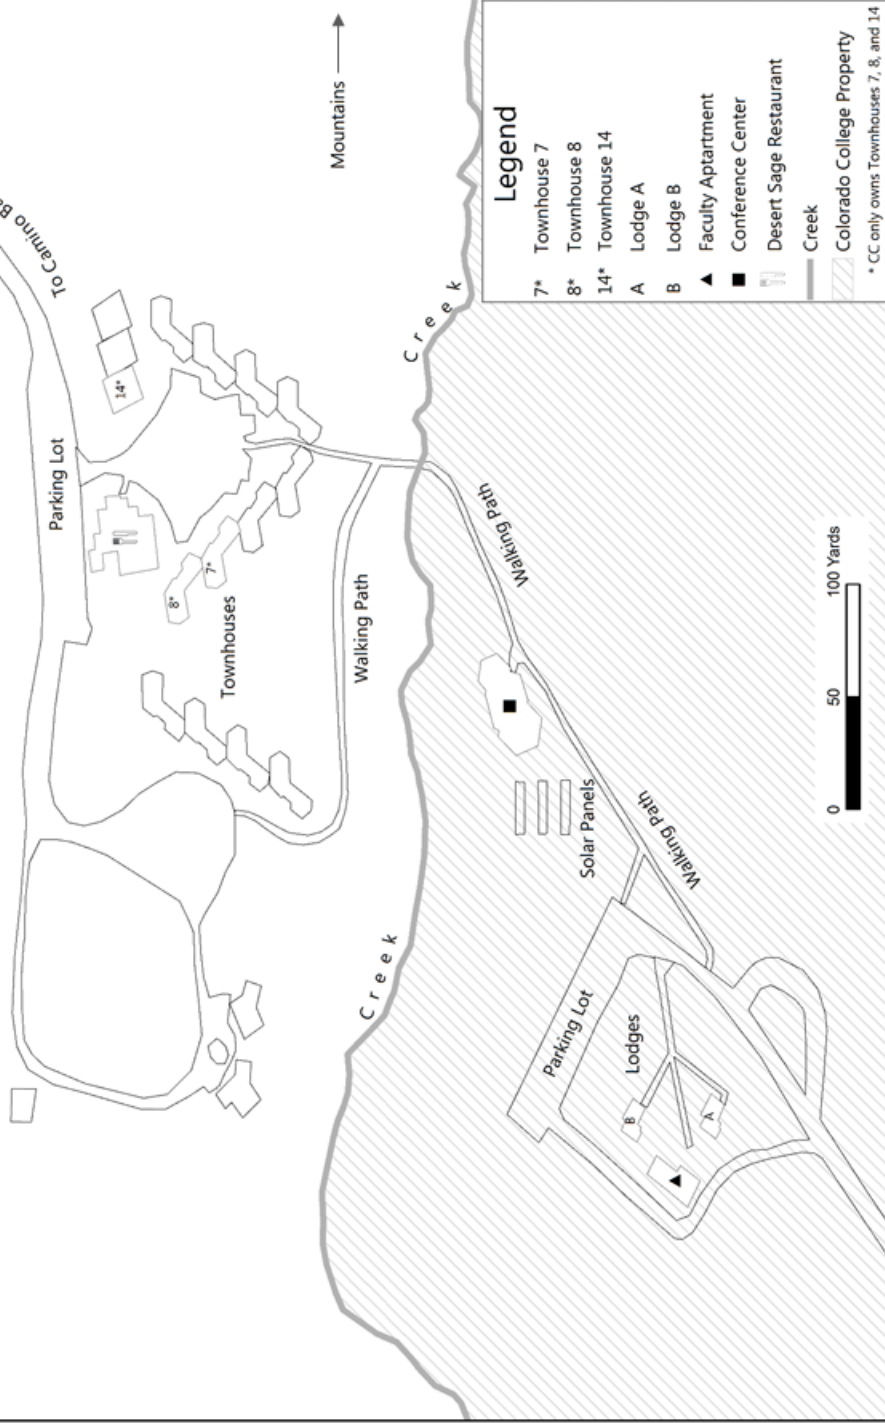 To Camino
Parking Lot
14*
8*
7*
Townhouses
Walking Path
Mountains
Creek
Creek
Walking Path
Solar Panels
Walking Path
Parking Lot
Lodges
B
A
0 50 100 Yards
Legend
7* Townhouse 7
8* Townhouse 8
14* Townhouse 14
A Lodge A
B Lodge B
Faculty Aptartment
Conference Center
Desert Sage Restaurant
Creek
Colorado College Property
* CC only owns Townhouses 7, 8, and 14